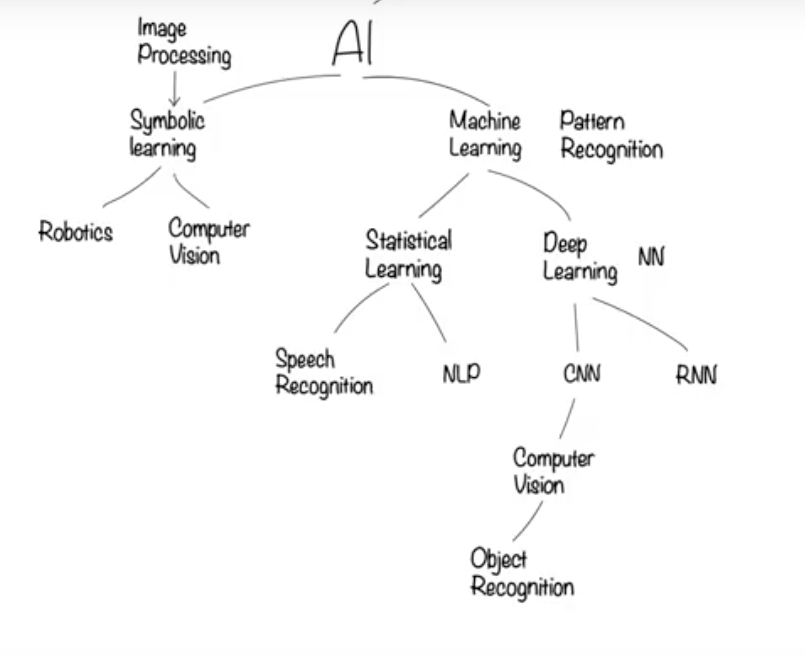 Image
Processing
AI
Symbolic
learning
Machine
Learning
Pattern
Recognition
Robotics
Computer
Vision
Statistical
Learning
Deep
Learning
NN
Speech
Recognition
NLP
CNN
RNN
Computer
Vision
Object
Recognition